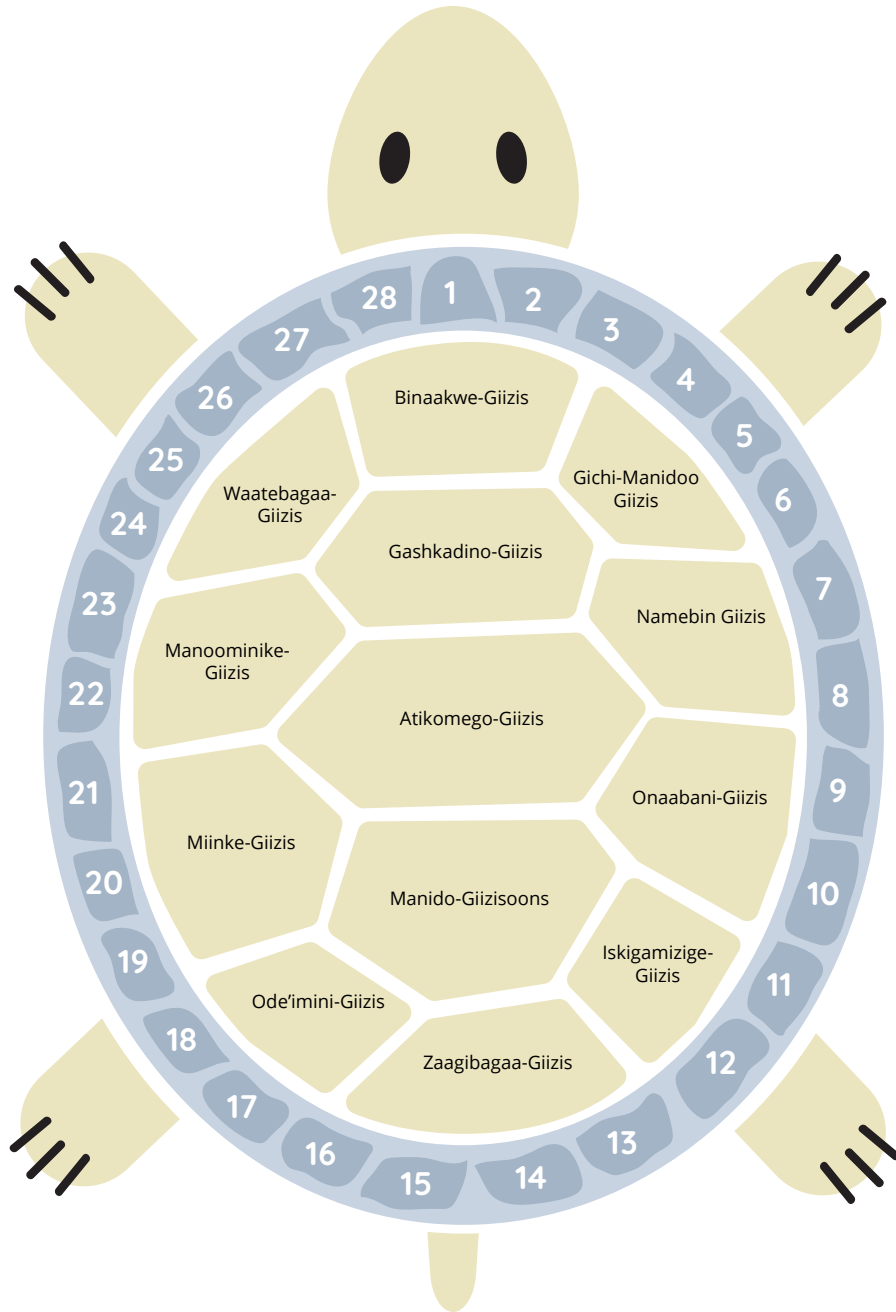 1
2
3
4
5
6
7
8
9
10
11
12
13
14
15
16
17
18
19
20
21
22
23
24
25
26
27
28
Binaakwe-Giizis
Gichi-Manidoo
Giizis
Waatebagaa-
Giizis
Gashkadino-Giizis
Namebin Giizis
Manoominike-
Giizis
Atikomego-Giizis
Onaabani-Giizis
Miinke-Giizis
Manido-Giizisoons
Iskigamizige-
Giizis
Ode’imini-Giizis
Zaagibagaa-Giizis